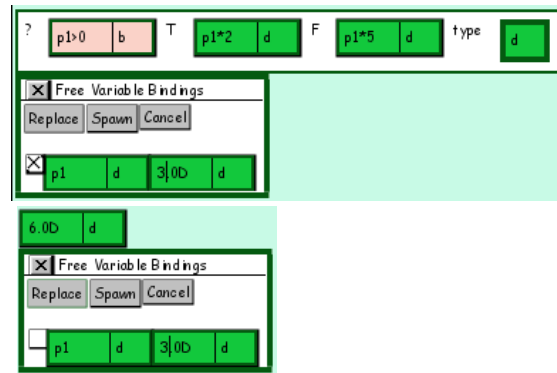 ? p1>0 b T p1*2 d F p1*5 d type d
Free Variable Bindings
Replace Spawn Cancel
p1 d 3.0D d
6.0D d
Free Variable Bindings
Replace Spawn Cancel
p1 d 3.0D d